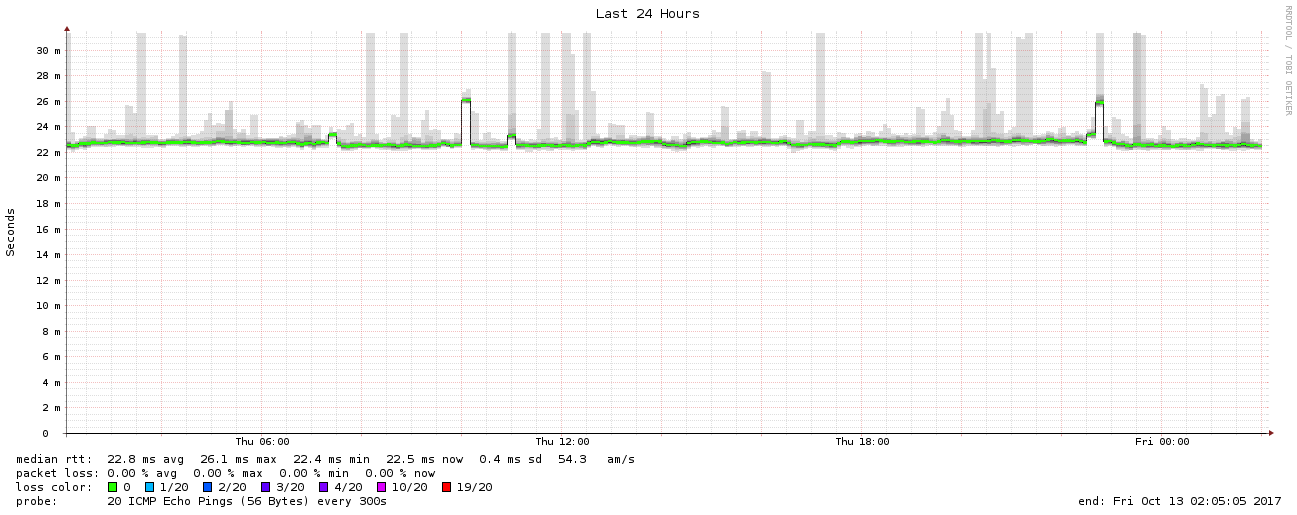 Last 24 Hours
RRDTOOL / TOBI OETIKER
Seconds
30 m
28 m
26 m
24 m
22 m
20 m
18 m
16 m
14 m
12 m
10 m
8 m
6 m
4 m
2 m
0
Thu 06:00 Thu 12:00 Thu 18:00 Fri 00:00
median rtt: 22.8 ms avg 26.1 ms max 22.4 ms min 22.5 ms now 0.4 ms sd 54.3 am/s
packet loss: 0.00 % avg 0.00 % max 0.00 % min 0.00 % now
loss color: 0 1/20 2/20 3/20 4/20 10/20 19/20
probe: 20 ICMP Echo Pings (56 Bytes) every 300s end: Fri Oct 13 02:05:05 2017